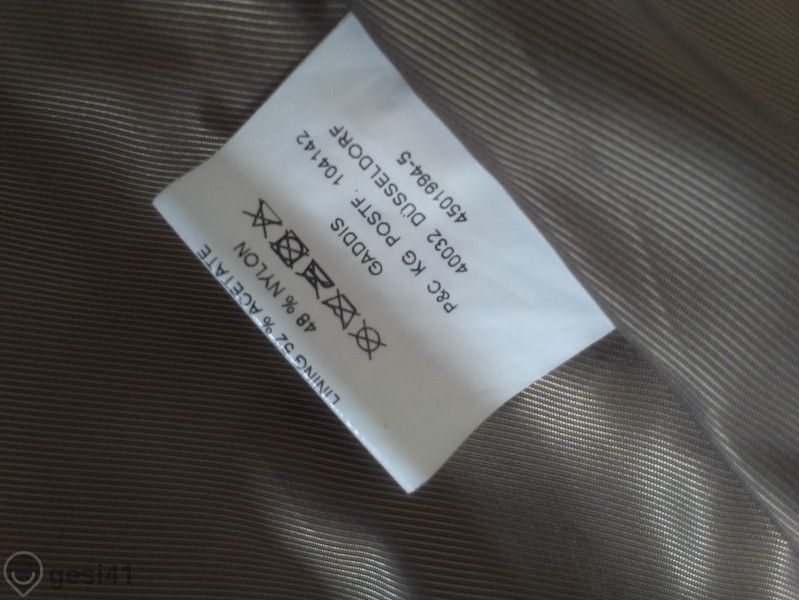 LINING 52 % ACETATE
48 % NYLON
GADDIS
P&C KG POSTF. 104142
40032 DÜSSELDORF
4501994-5
gesi41